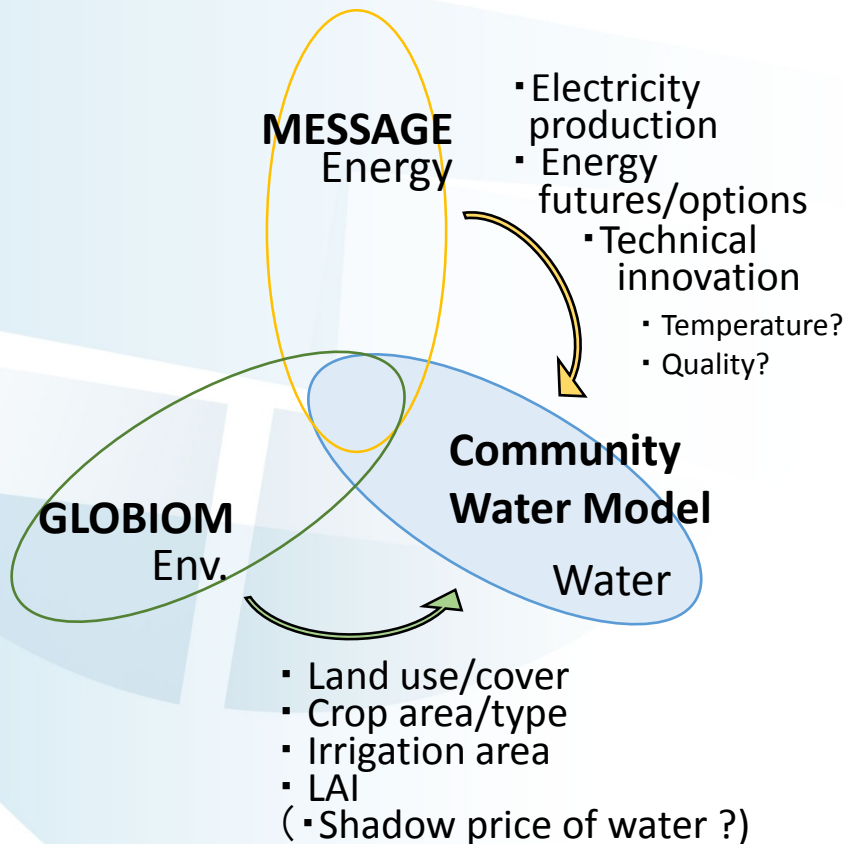 MESSAGE
Energy
▪Electricity
production
▪ Energy
futures/options
▪Technical
innovation
▪ Temperature?
▪ Quality?
Community
Water Model
Water
GLOBIOM
Env.
▪ Land use/cover
▪ Crop area/type
▪ Irrigation area
▪ LAI
(▪Shadow price of water ?)